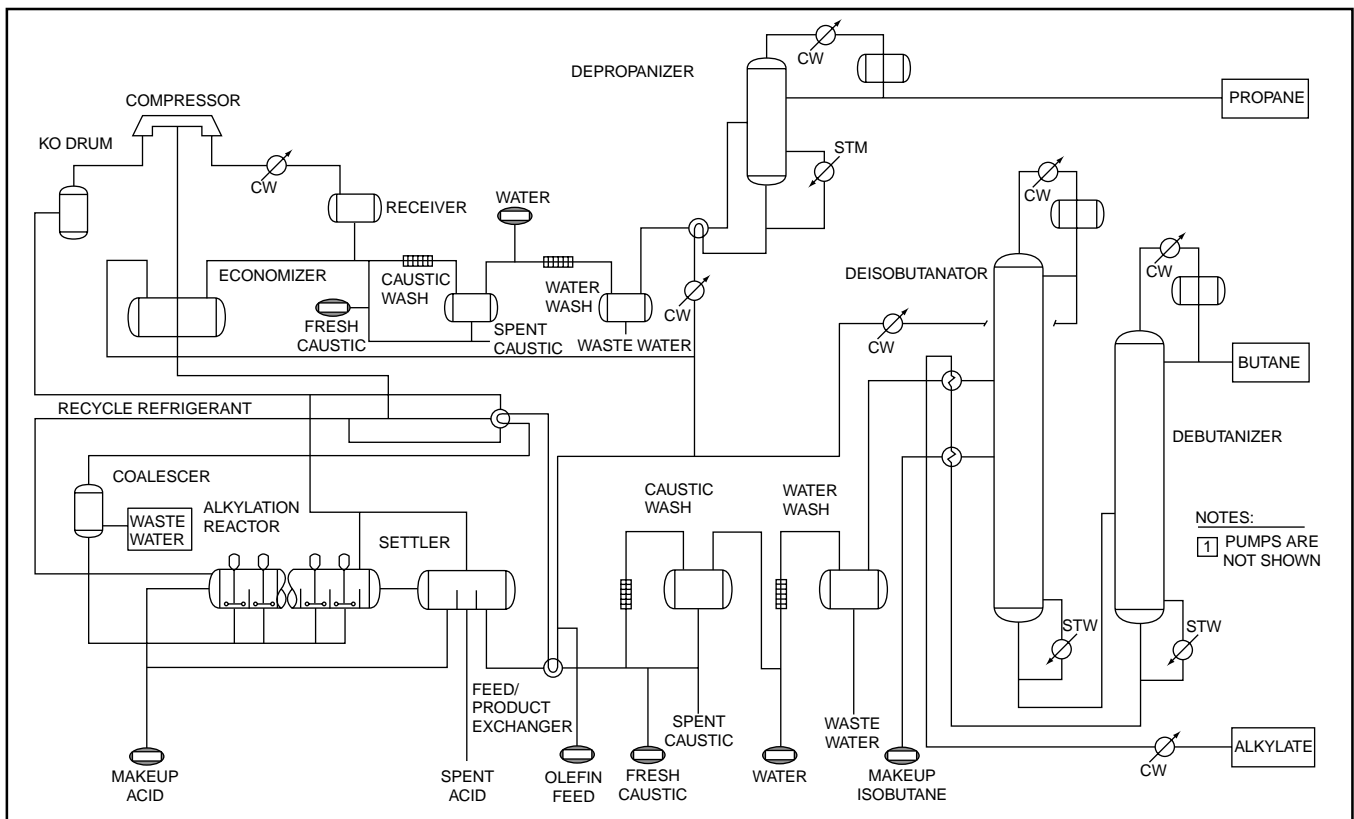 DEPROPANIZER
CW
PROPANE
COMPRESSOR
KO DRUM
CW
STM
WATER
RECEIVER
CW
ECONOMIZER
CAUSTIC
WASH
WATER
WASH
DEISOBUTANATOR
CW
FRESH
CAUSTIC
SPENT
CAUSTIC
WASTE WATER
CW
CW
BUTANE
RECYCLE REFRIGERANT
DEBUTANIZER
COALESCER
CAUSTIC
WASH
WATER
WASH
ALKYLATION
REACTOR
WASTE
WATER
SETTLER
NOTES:
1 PUMPS ARE
NOT SHOWN
STW
STW
FEED/
PRODUCT
EXCHANGER
SPENT
CAUSTIC
WASTE
WATER
MAKEUP
ACID
SPENT
ACID
OLEFIN
FEED
FRESH
CAUSTIC
WATER
MAKEUP
ISOBUTANE
CW
ALKYLATE